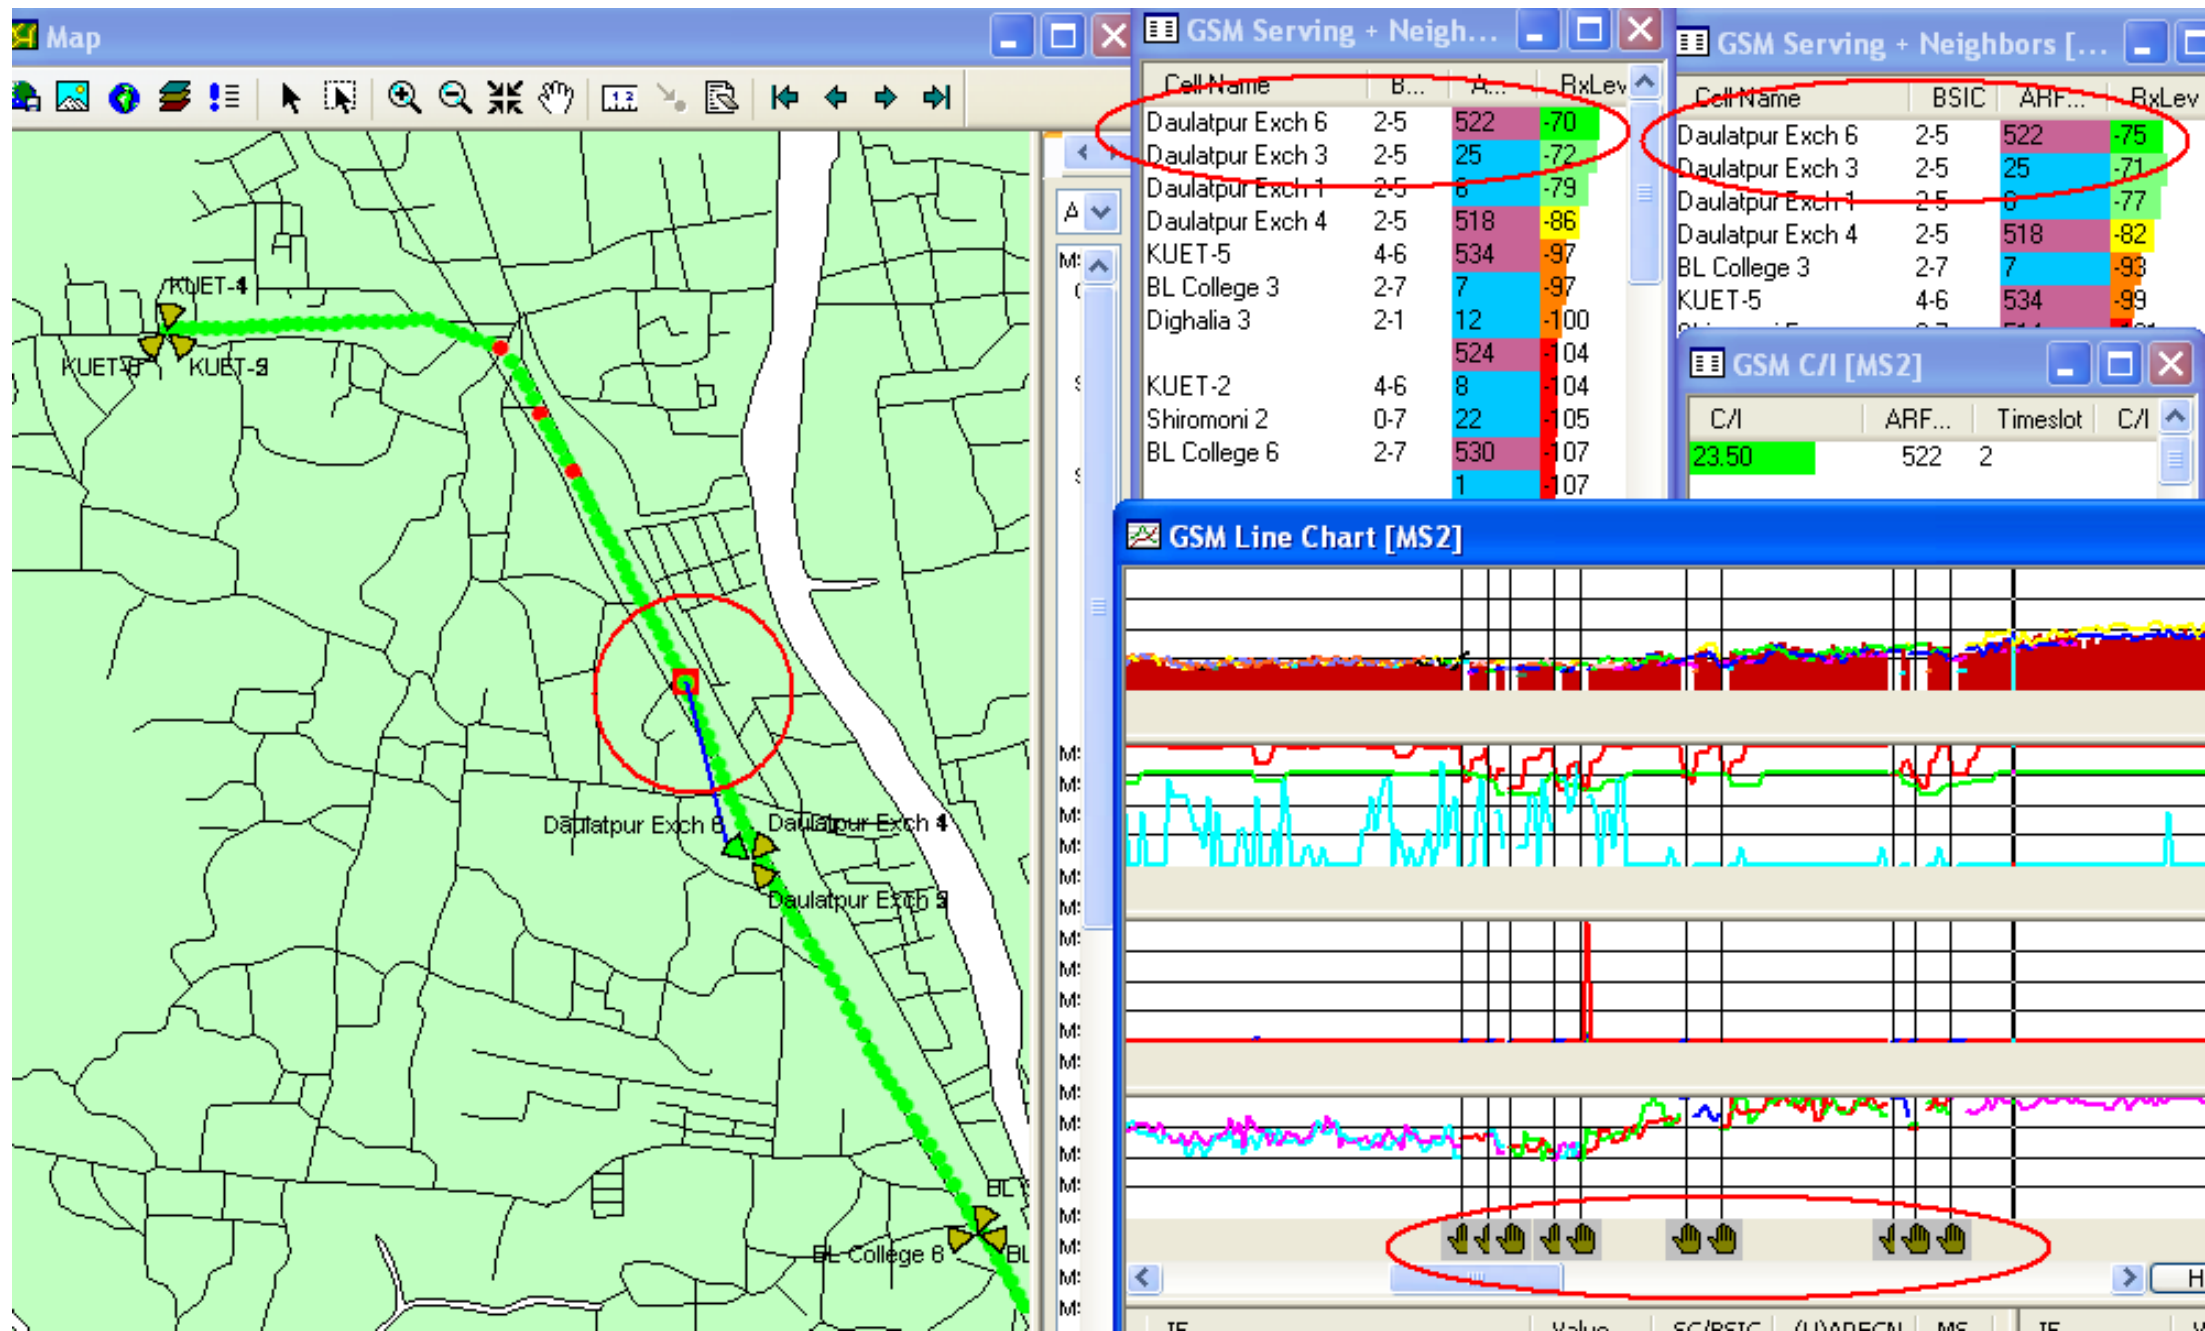 Map
GSM Serving + Neigh...
GSM Serving + Neighbors [...
Cell Name B... A... RxLev
Daulatpur Exch 6 2-5 522 -70
Daulatpur Exch 3 2-5 25 -72
Daulatpur Exch 1 2-5 6 -79
Daulatpur Exch 4 2-5 518 -86
KUET-5 4-6 534 -97
BL College 3 2-7 7 -97
Dighalia 3 2-1 12 -100
524 -104
KUET-2 4-6 8 -104
Shiromoni 2 0-7 22 -105
BL College 6 2-7 530 -107
1 -107
Cell Name BSIC ARF... RxLev
Daulatpur Exch 6 2-5 522 -75
Daulatpur Exch 3 2-5 25 -71
Daulatpur Exch 1 2-5 6 -77
Daulatpur Exch 4 2-5 518 -82
BL College 3 2-7 7 -93
KUET-5 4-6 534 -99
GSM C/I [MS2]
C/I ARF... Timeslot C/I
23.50 522 2
GSM Line Chart [MS2]
A
KUET-4
KUET-
KUET-
Daulatpur Exch 6
Daulatpur Exch 4
Daulatpur Exch
BL
BL College 6
BL
H
IE Value SC/BSIC (U)ARFCN MS IE